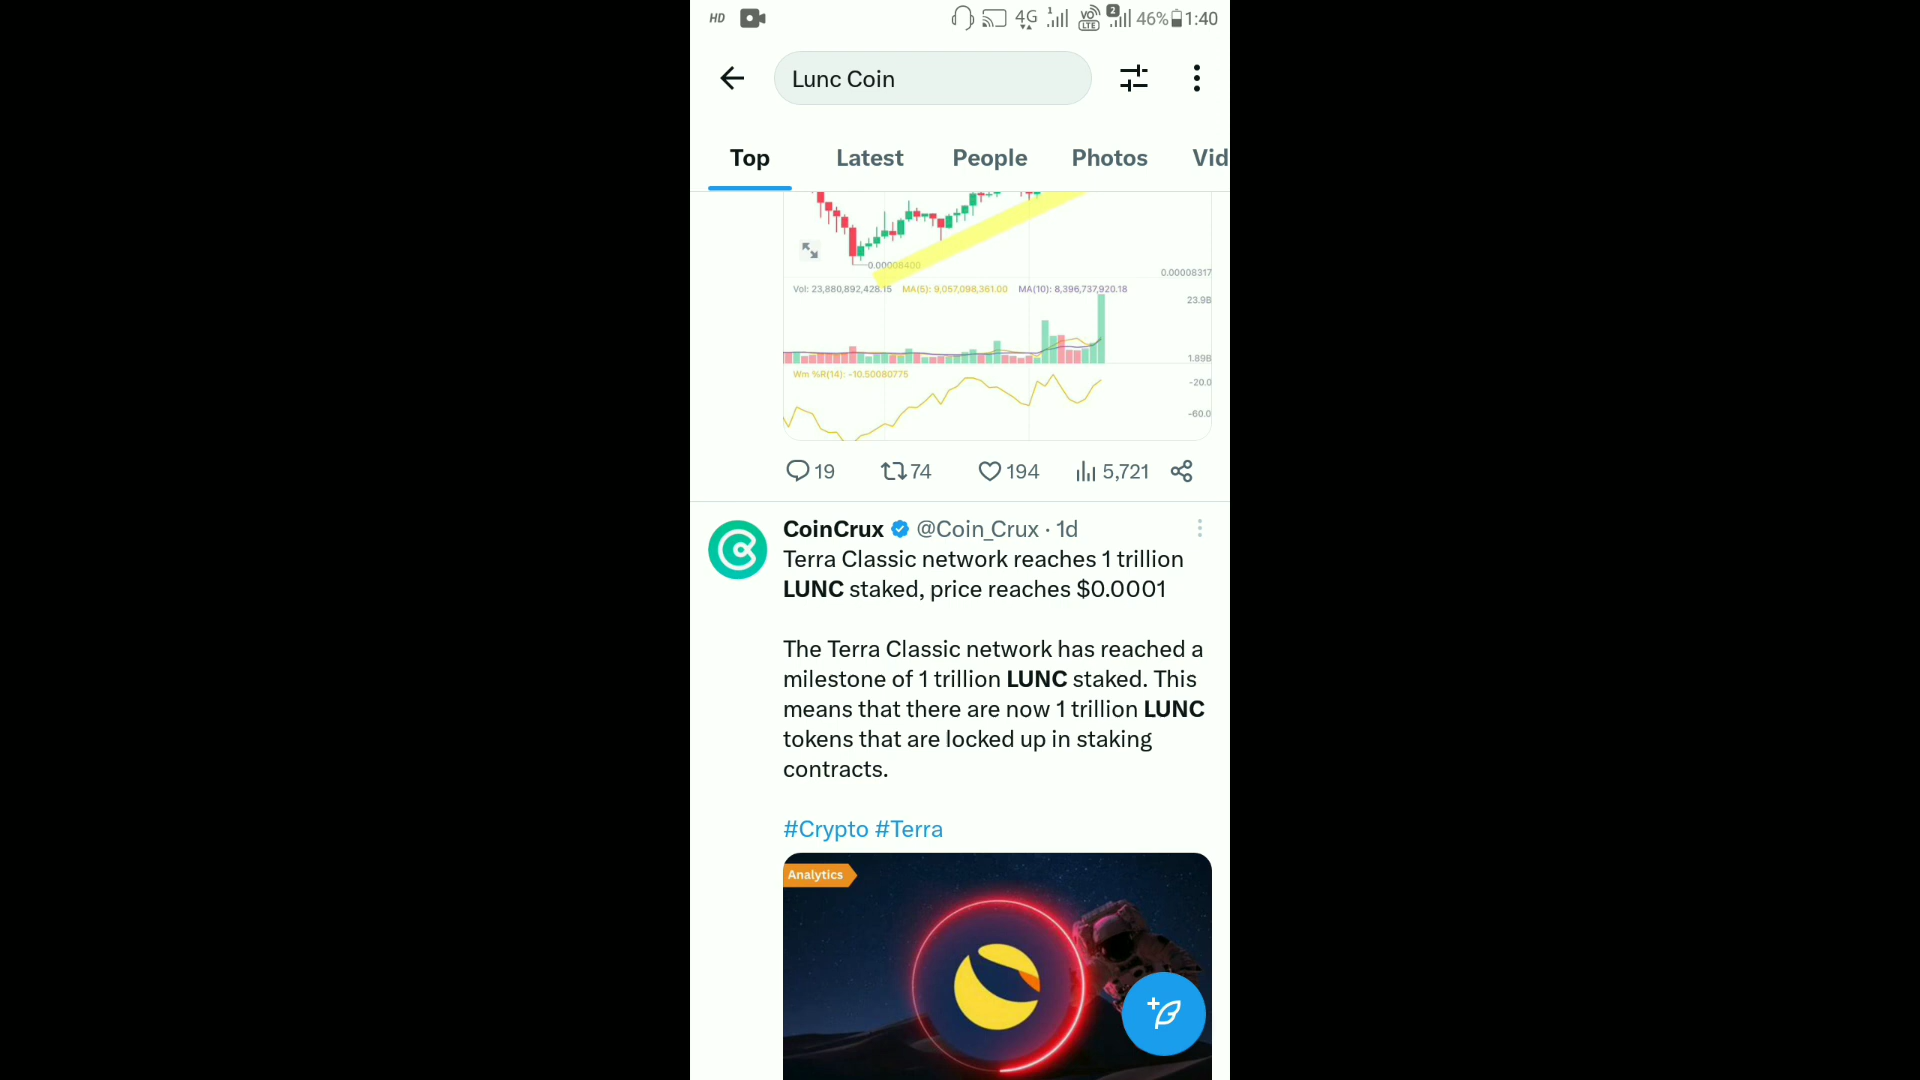 HD 4G 1 VO LTE 2 46% 1:40
Lunc Coin
Top Latest People Photos Vid
0.00008400
0.00008317
Vol: 23,880,892,428.15 MA(5): 9,057,098,361.00 MA(10): 8,396,737,920.18
23.9B
1.89B
Wm %R(14): -10.50080775
-20.0
-60.0
19 74 194 5,721
CoinCrux @Coin_Crux · 1d
Terra Classic network reaches 1 trillion
LUNC staked, price reaches $0.0001
The Terra Classic network has reached a
milestone of 1 trillion LUNC staked. This
means that there are now 1 trillion LUNC
tokens that are locked up in staking
contracts.
#Crypto #Terra
Analytics